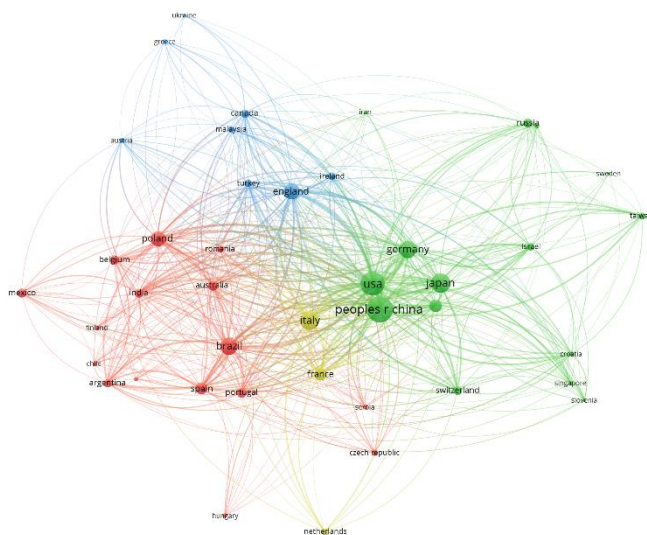 ukraine
greece
canada
iran
russia
malaysia
austria
ireland
sweden
turkey
england
taiwan
poland
romania
germany
israel
belgium
usa
japan
mexico
india
australia
peoples r china
italy
finland
brazil
croatia
chile
france
argentina
spain
portugal
switzerland
singapore
slovenia
serbia
czech republic
hungary
netherlands